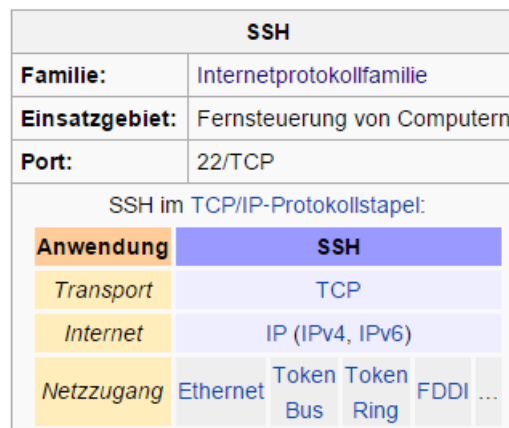 SSH
Familie: Internetprotokollfamilie
Einsatzgebiet: Fernsteuerung von Computern
Port: 22/TCP
SSH im TCP/IP-Protokollstapel:
Anwendung SSH
Transport TCP
Internet IP (IPv4, IPv6)
Netzzugang Ethernet Token Bus Token Ring FDDI …